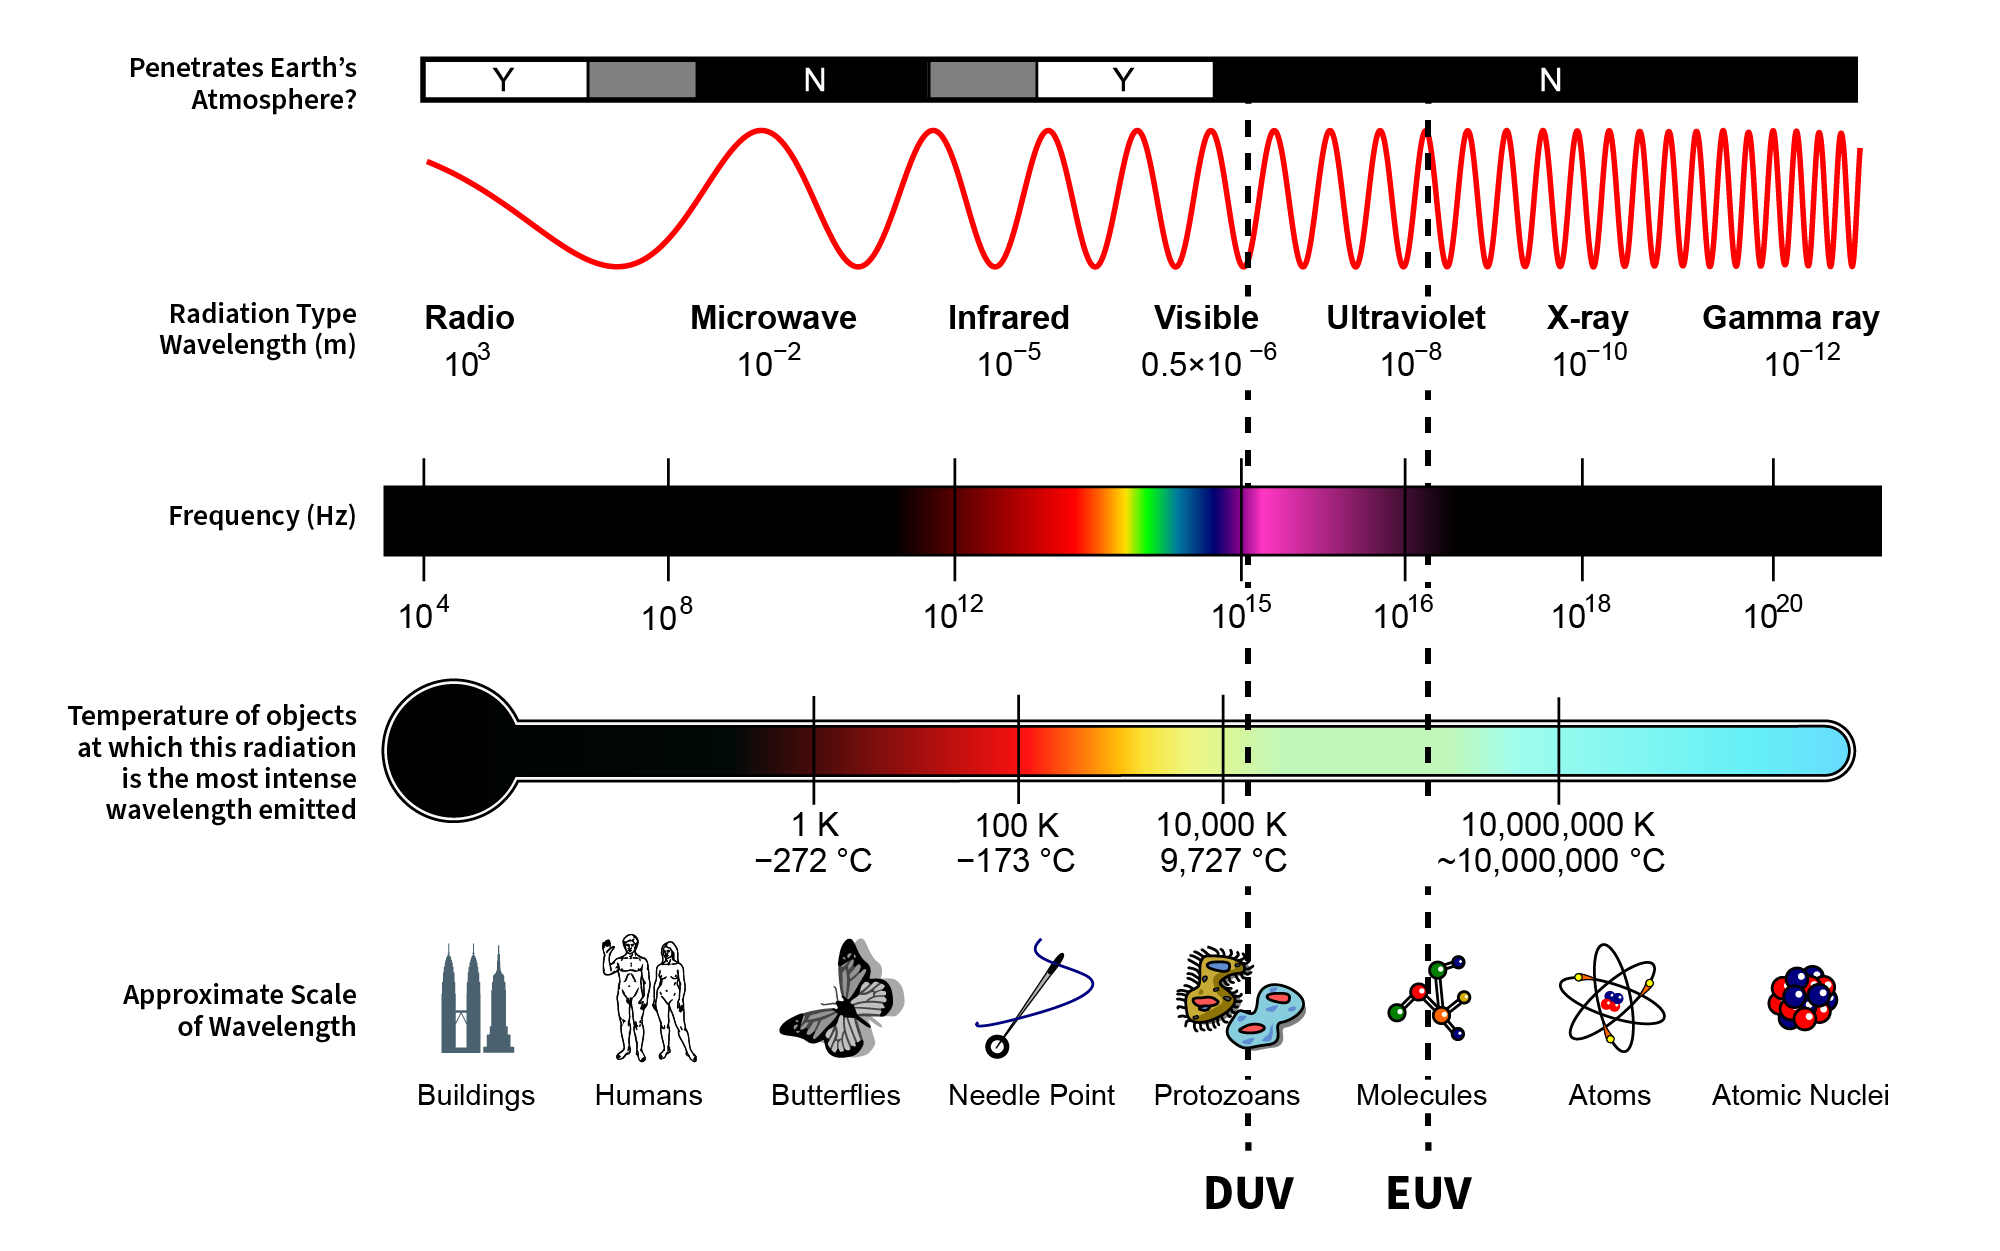 Penetrates Earth's
Atmosphere?
Y
N
Y
N
Radiation Type
Wavelength (m)
Radio
Microwave
Infrared
Visible
Ultraviolet
X-ray
Gamma ray
10³
10⁻²
10⁻⁵
0.5×10⁻⁶
10⁻⁸
10⁻¹⁰
10⁻¹²
Frequency (Hz)
10⁴
10⁸
10¹²
10¹⁵
10¹⁶
10¹⁸
10²⁰
Temperature of objects
at which this radiation
is the most intense
wavelength emitted
1 K
−272 °C
100 K
−173 °C
10,000 K
9,727 °C
10,000,000 K
~10,000,000 °C
Approximate Scale
of Wavelength
Buildings
Humans
Butterflies
Needle Point
Protozoans
Molecules
Atoms
Atomic Nuclei
DUV
EUV